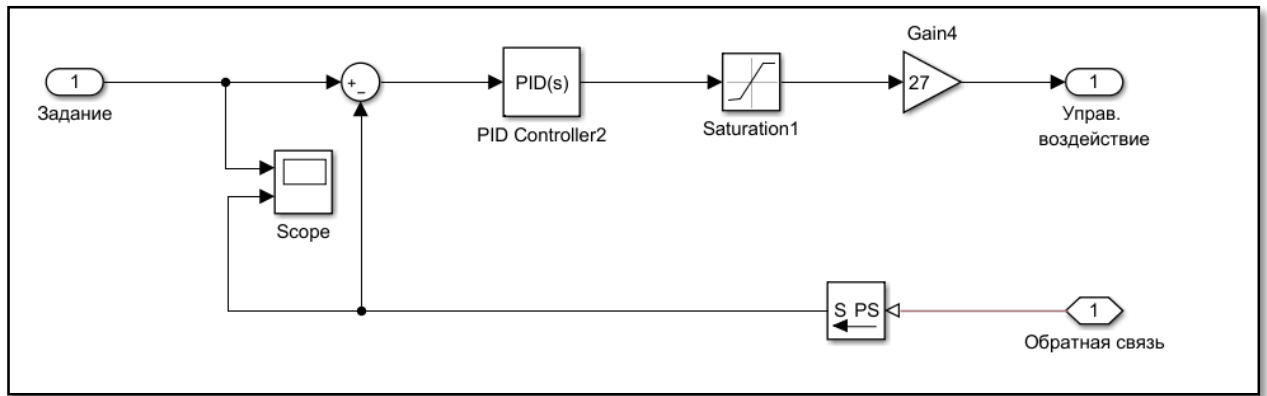 Gain4
1
+
−
PID(s)
27
1
Задание
PID Controller2
Saturation1
Управ.
воздействие
Scope
S PS
1
Обратная связь